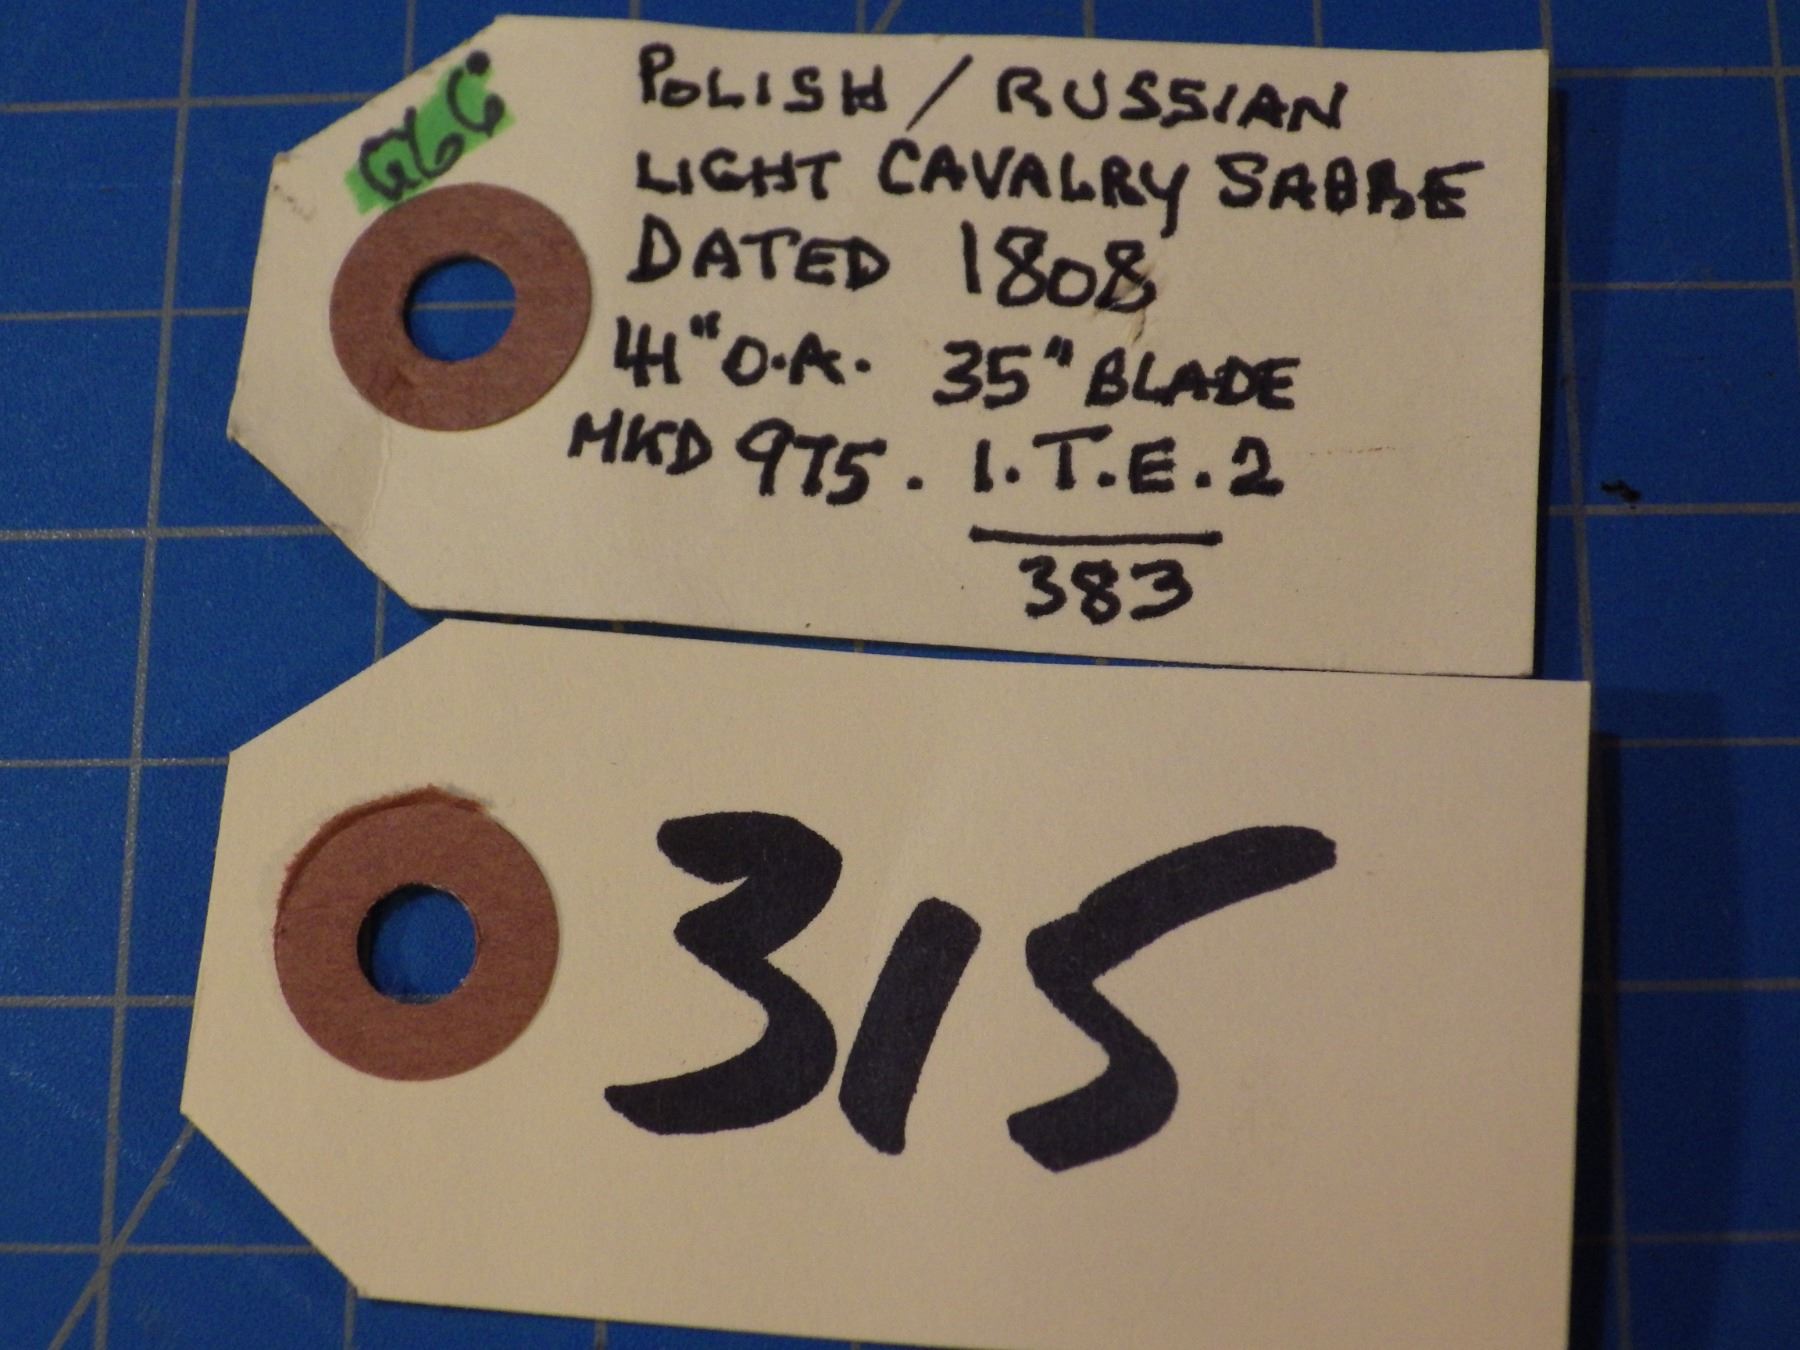 POLISH / RUSSIAN
LIGHT CAVALRY SABRE
DATED 1808
41" O.A. 35" BLADE
MKD 975. I.T.E.2
383
315